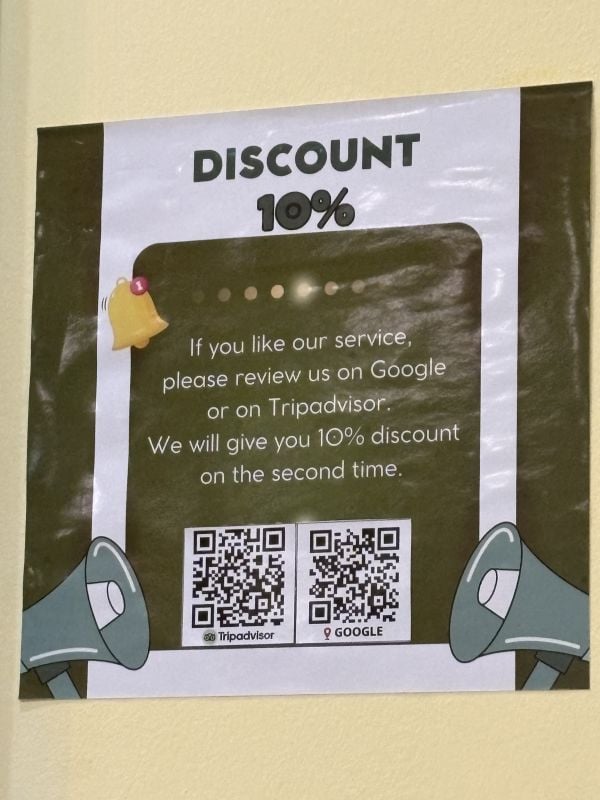 DISCOUNT
10%
1
If you like our service,
please review us on Google
or on Tripadvisor.
We will give you 10% discount
on the second time.
Tripadvisor
GOOGLE